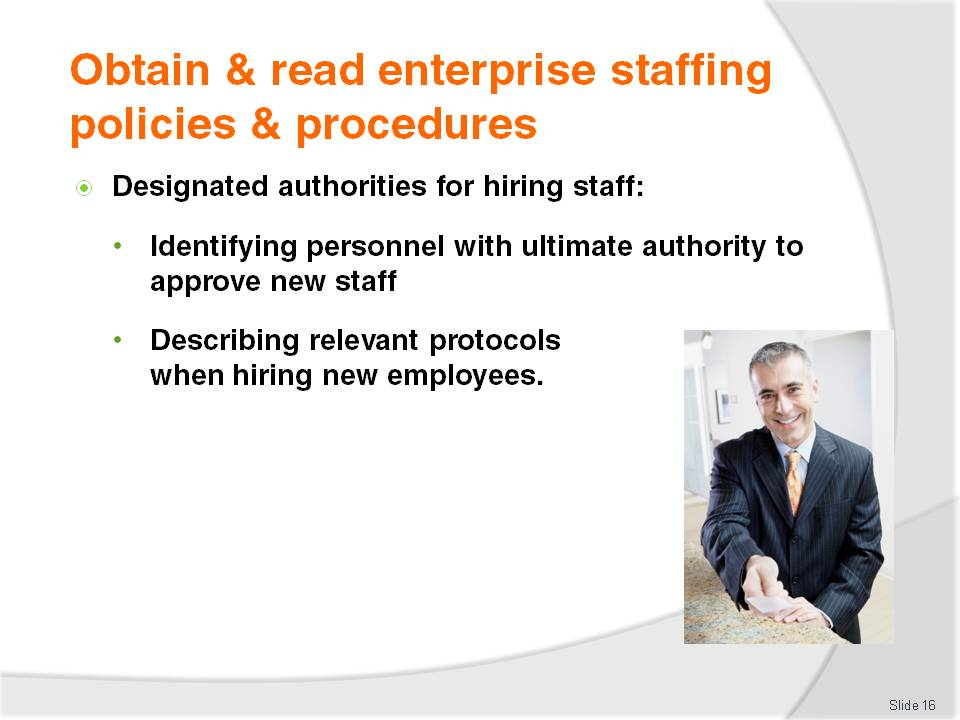 Obtain & read enterprise staffing
policies & procedures
Designated authorities for hiring staff:
• Identifying personnel with ultimate authority to
approve new staff
• Describing relevant protocols
when hiring new employees.
Slide 16